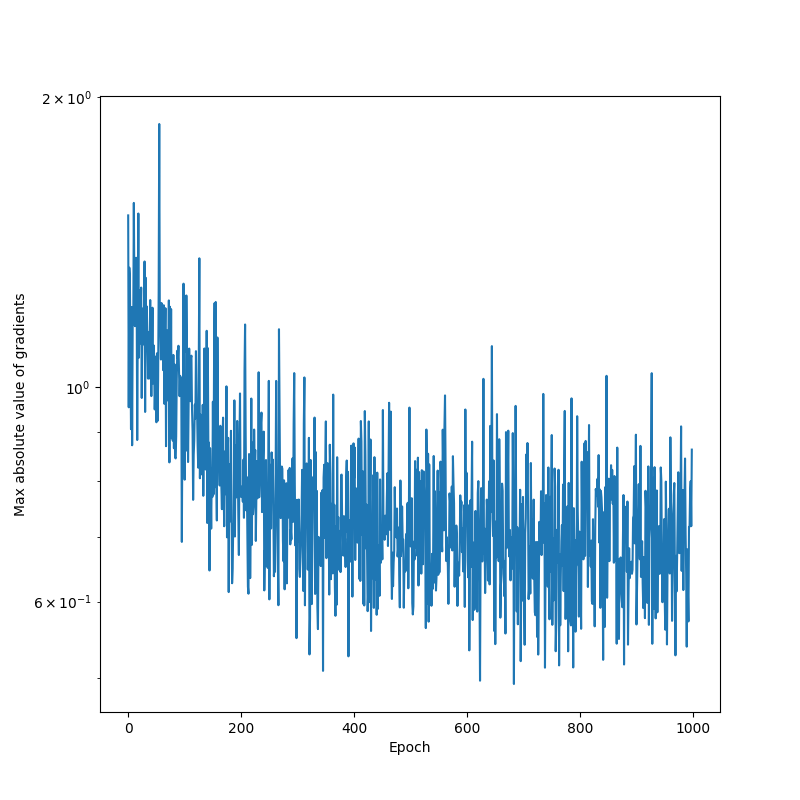 2 × 10⁰
10⁰
6 × 10⁻¹
Max absolute value of gradients
0 200 400 600 800 1000
Epoch